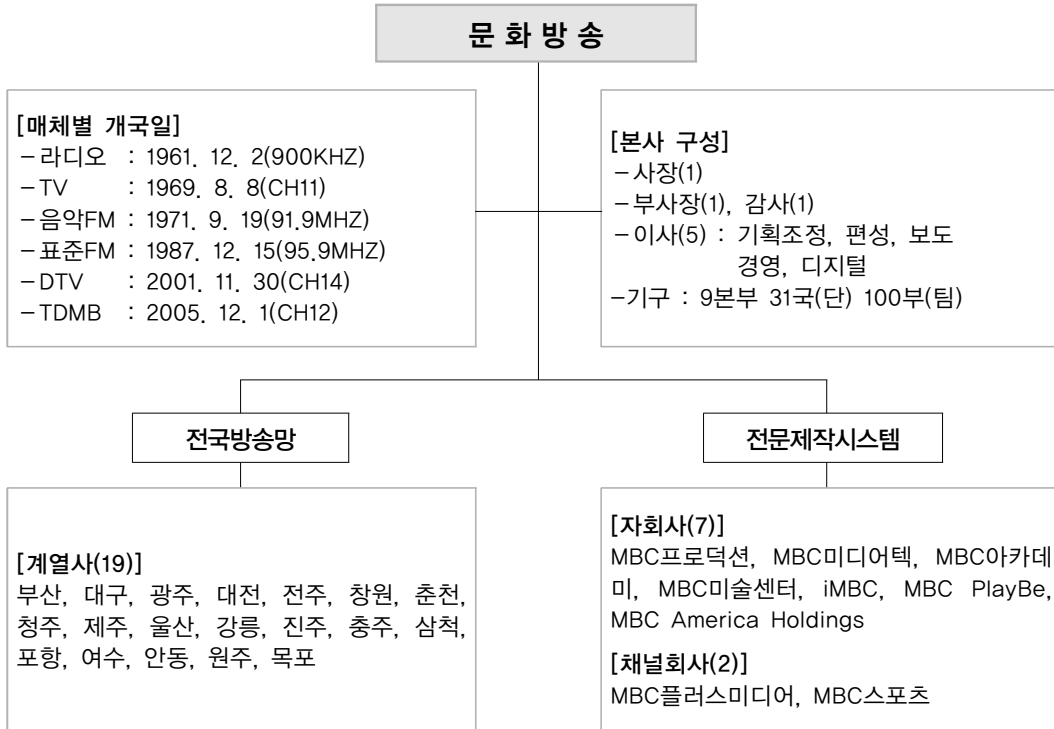 문 화 방 송
[매체별 개국일]
－라디오 : 1961. 12. 2(900KHZ)
－TV : 1969. 8. 8(CH11)
－음악FM : 1971. 9. 19(91.9MHZ)
－표준FM : 1987. 12. 15(95.9MHZ)
－DTV : 2001. 11. 30(CH14)
－TDMB : 2005. 12. 1(CH12)
[본사 구성]
－사장(1)
－부사장(1), 감사(1)
－이사(5) : 기획조정, 편성, 보도
경영, 디지털
－기구 : 9본부 31국(단) 100부(팀)
전국방송망
[계열사(19)]
부산, 대구, 광주, 대전, 전주, 창원, 춘천,
청주, 제주, 울산, 강릉, 진주, 충주, 삼척,
포항, 여수, 안동, 원주, 목포
전문제작시스템
[자회사(7)]
MBC프로덕션, MBC미디어텍, MBC아카데
미, MBC미술센터, iMBC, MBC PlayBe,
MBC America Holdings
[채널회사(2)]
MBC플러스미디어, MBC스포츠